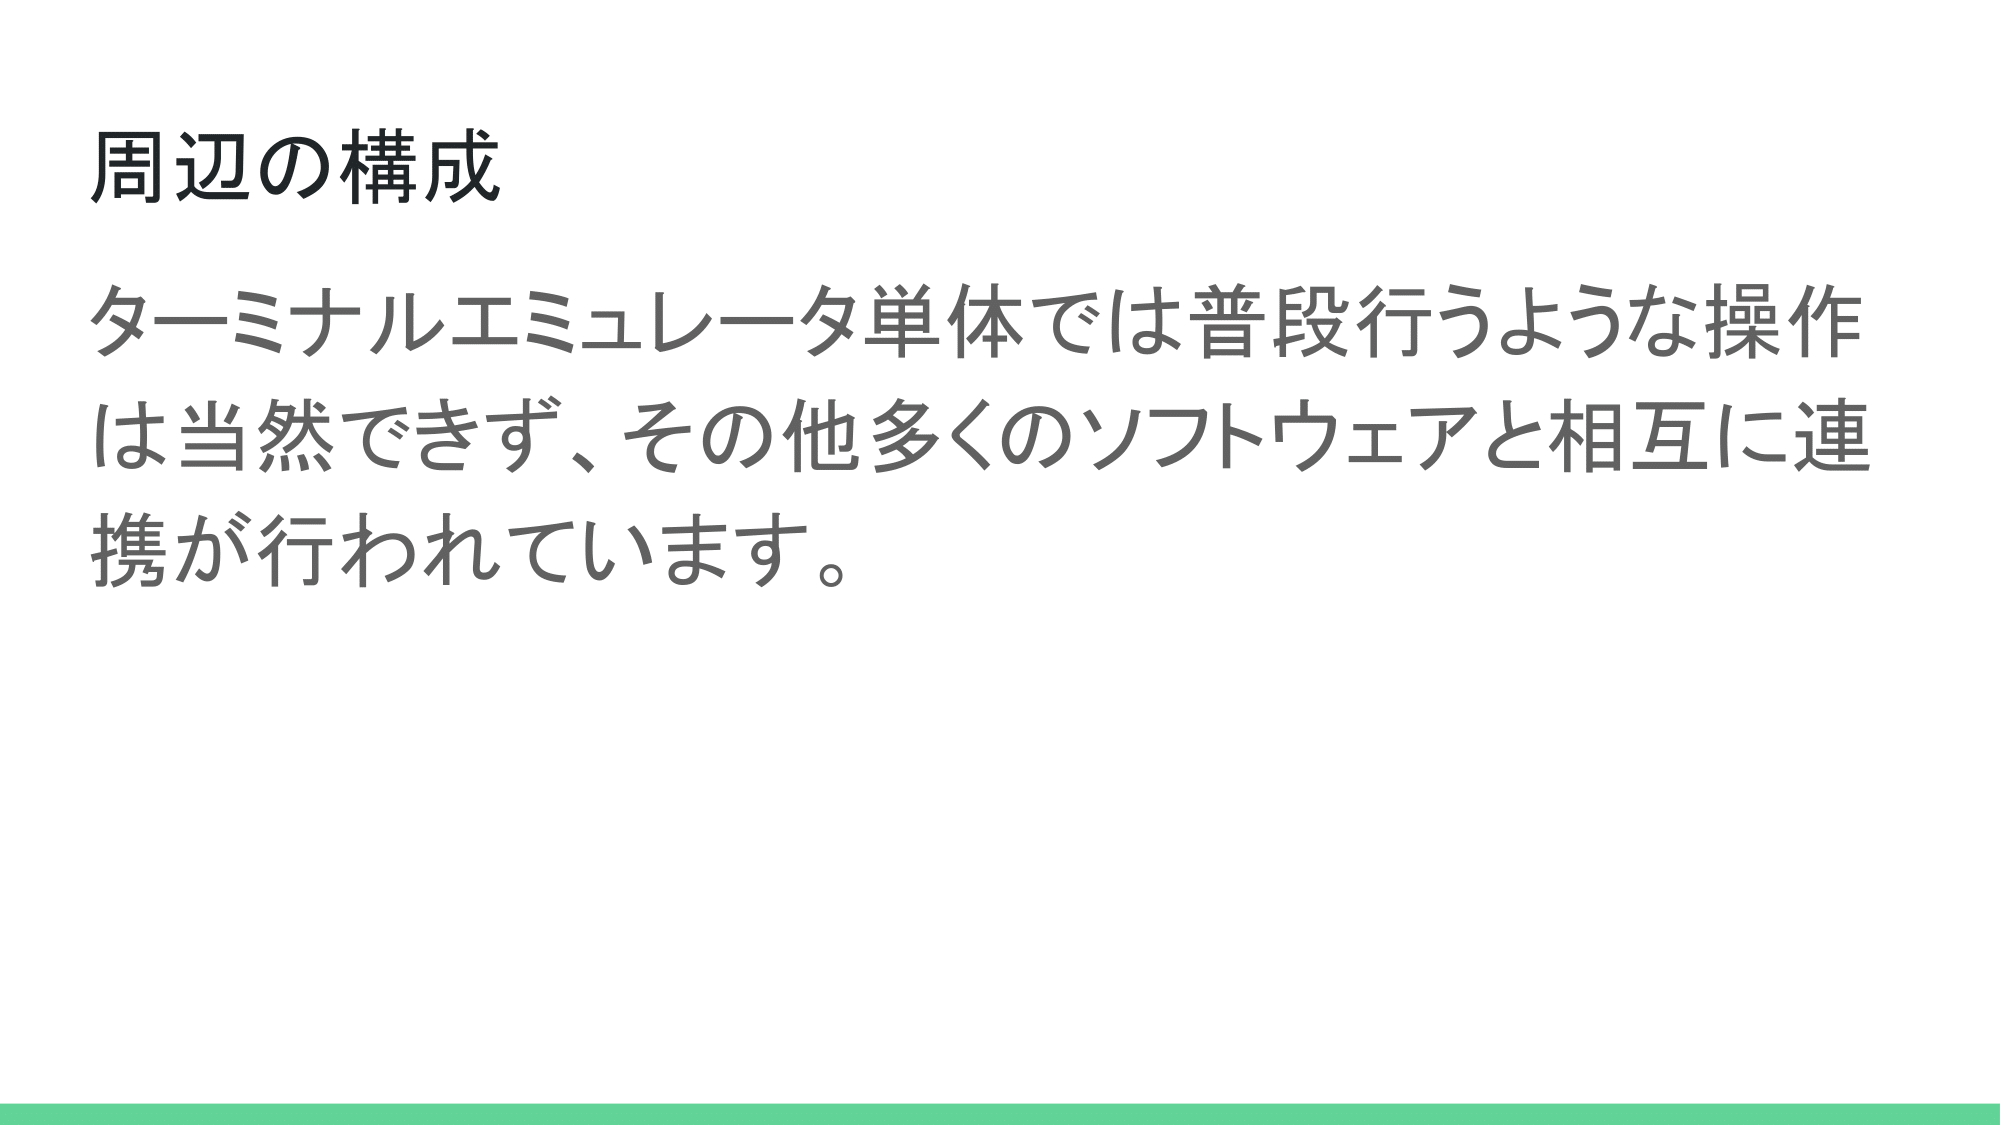 周辺の構成
ターミナルエミュレータ単体では普段行うような操作
は当然できず、その他多くのソフトウェアと相互に連
携が行われています。